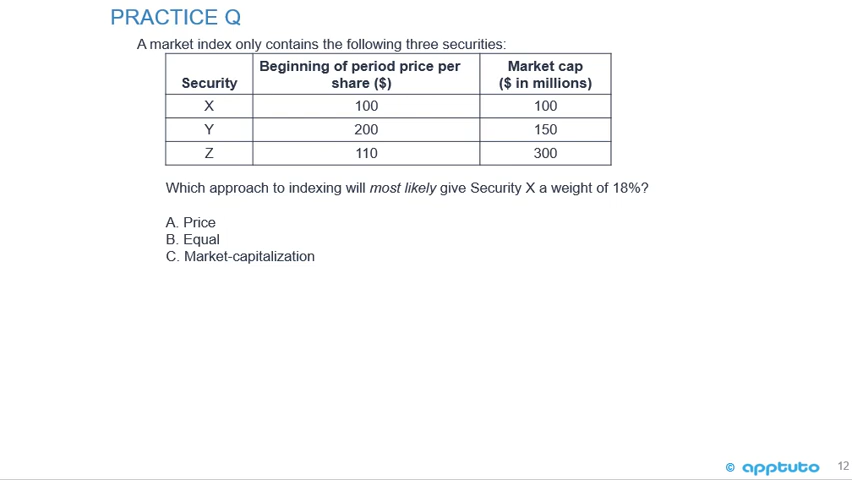 PRACTICE Q
A market index only contains the following three securities:
Security Beginning of period price per share ($) Market cap ($ in millions)
X 100 100
Y 200 150
Z 110 300
Which approach to indexing will most likely give Security X a weight of 18%?
A. Price
B. Equal
C. Market-capitalization
© apptuto 12